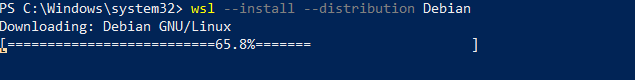 PS C:\Windows\system32> wsl --install --distribution Debian
Downloading: Debian GNU/Linux
[==========================65.8%=======                    ]